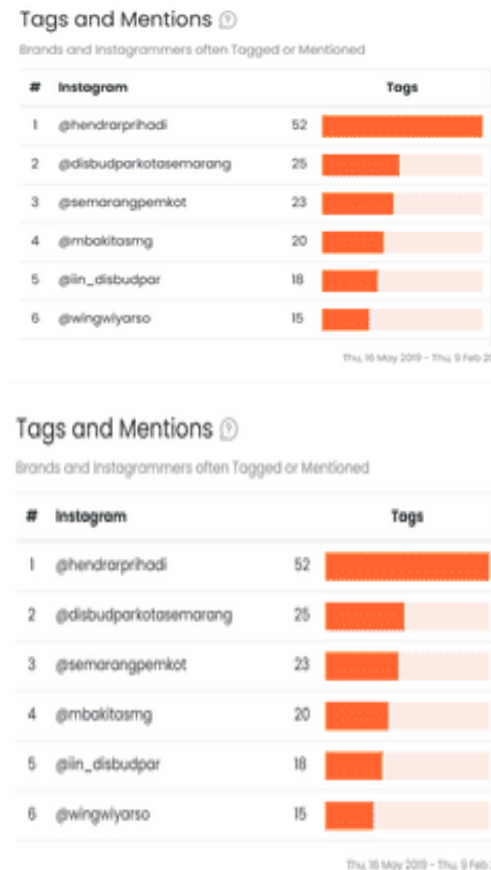 Tags and Mentions ?
Brands and Instagrammers often Tagged or Mentioned
# Instagram Tags
1 @hendrarprihadi 52
2 @disbudparkotasemarang 25
3 @semarangpemkot 23
4 @mbakitasmg 20
5 @iin_disbudpar 18
6 @wingwiyarso 15
Thu, 16 May 2019 - Thu, 9 Feb
Tags and Mentions ?
Brands and Instagrammers often Tagged or Mentioned
# Instagram Tags
1 @hendrarprihadi 52
2 @disbudparkotasemarang 25
3 @semarangpemkot 23
4 @mbakitasmg 20
5 @iin_disbudpar 18
6 @wingwiyarso 15
Thu, 16 May 2019 - Thu, 9 Feb